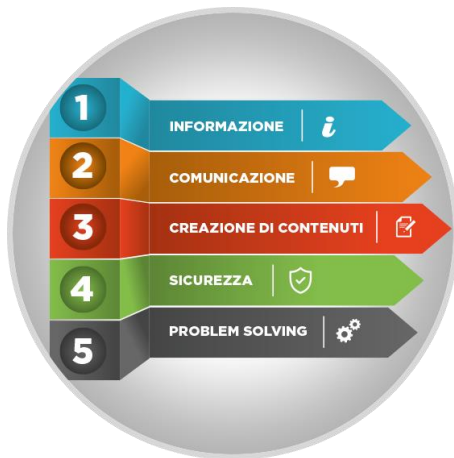 1 INFORMAZIONE
2 COMUNICAZIONE
3 CREAZIONE DI CONTENUTI
4 SICUREZZA
5 PROBLEM SOLVING